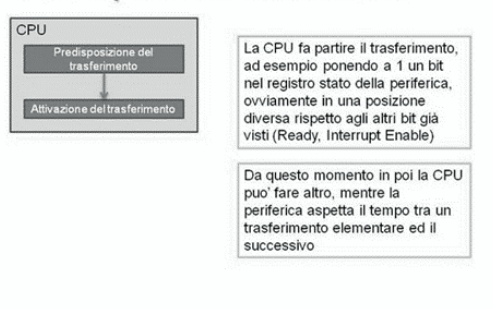 CPU
Predisposizione del
trasferimento
Attivazione del trasferimento
La CPU fa partire il trasferimento,
ad esempio ponendo a 1 un bit
nel registro stato della periferica,
ovviamente in una posizione
diversa rispetto agli altri bit già
visti (Ready, Interrupt Enable)
Da questo momento in poi la CPU
puo' fare altro, mentre la
periferica aspetta il tempo tra un
trasferimento elementare ed il
successivo